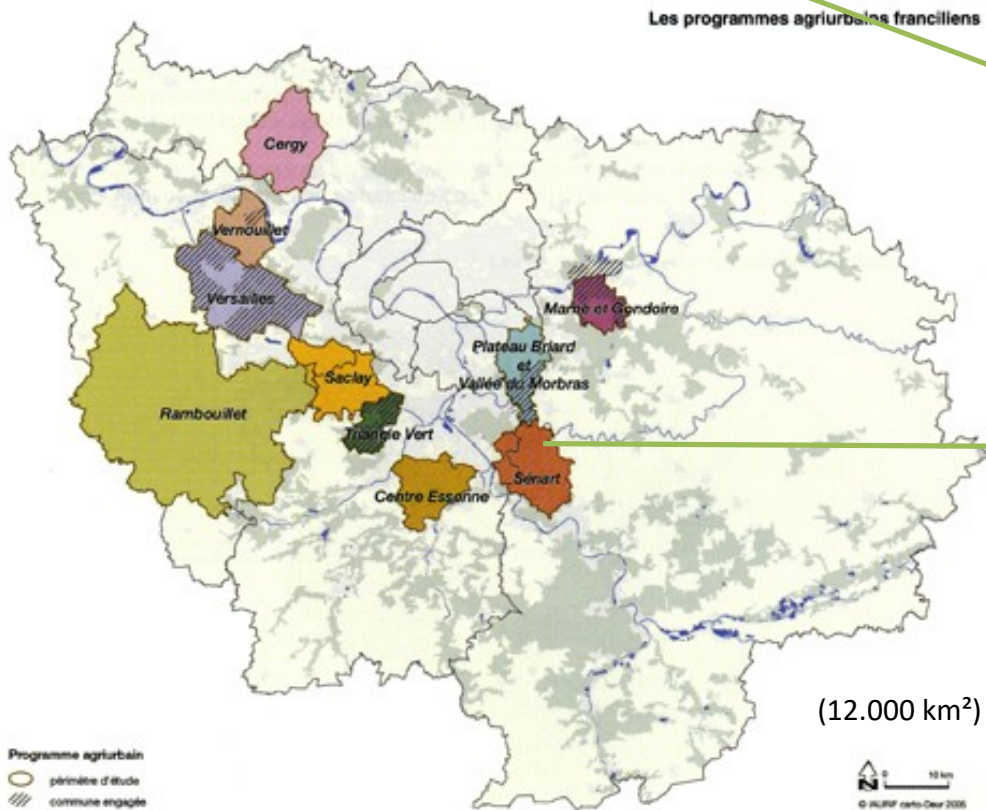 Les programmes agriurbains franciliens
Cergy
Vernouillet
Versailles
Marne et Gondoire
Plateau Briard
et
Vallée du Morbras
Saclay
Rambouillet
Triangle Vert
Sénart
Centre Essonne
(12.000 km²)
Programme agriurbain
périmètre d'étude
commune engagée
N
0 10 km
© IAURIF carto-Deur 2005